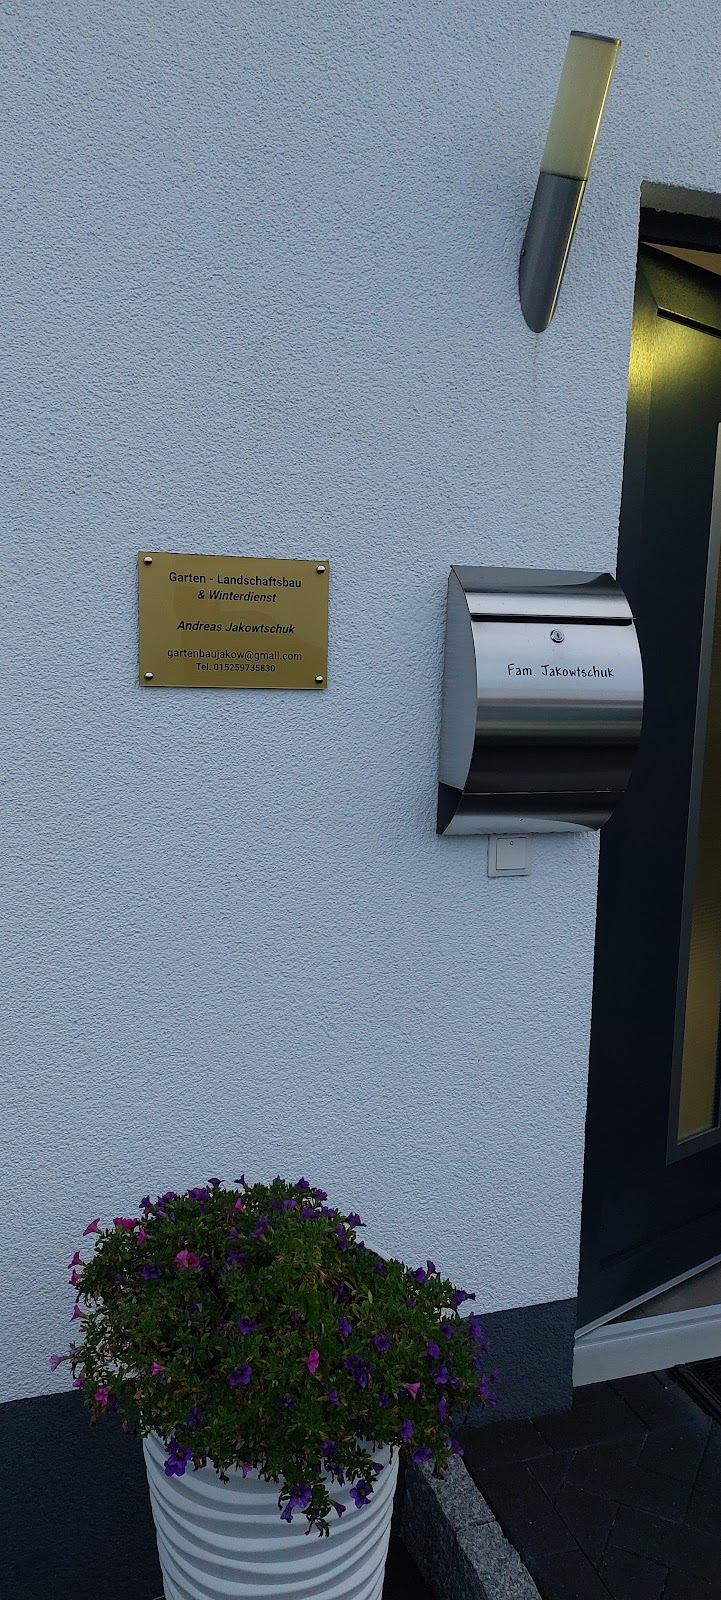 Garten - Landschaftsbau
& Winterdienst
Andreas Jakowtschuk
gartenbaujakow@gmail.com
Tel. 015259735830
Fam. Jakowtschuk